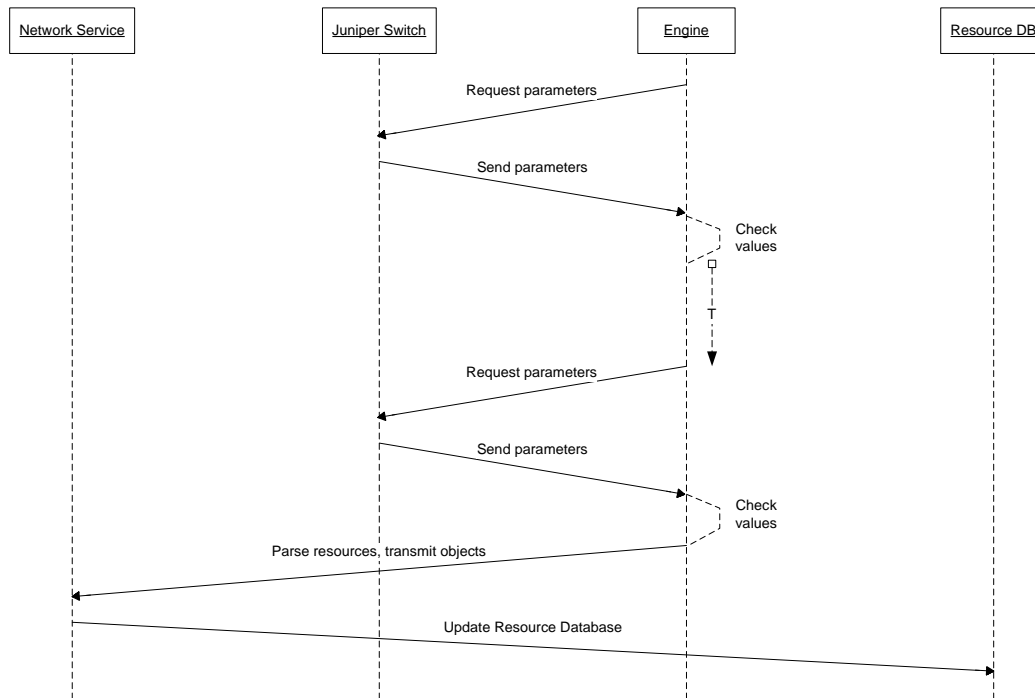 Network Service
Juniper Switch
Engine
Resource DB
Request parameters
Send parameters
Check
values
T
Request parameters
Send parameters
Check
values
Parse resources, transmit objects
Update Resource Database